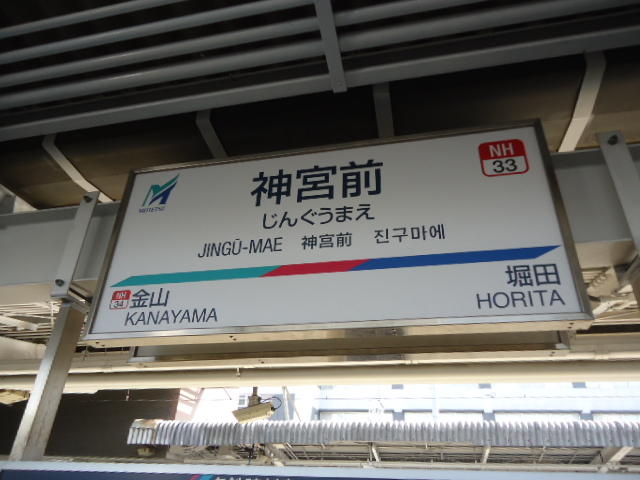 METETSU
神宮前
NH
33
じんぐうまえ
JINGŪ-MAE 神宮前 진구마에
NH
34
金山
KANAYAMA
堀田
HORITA